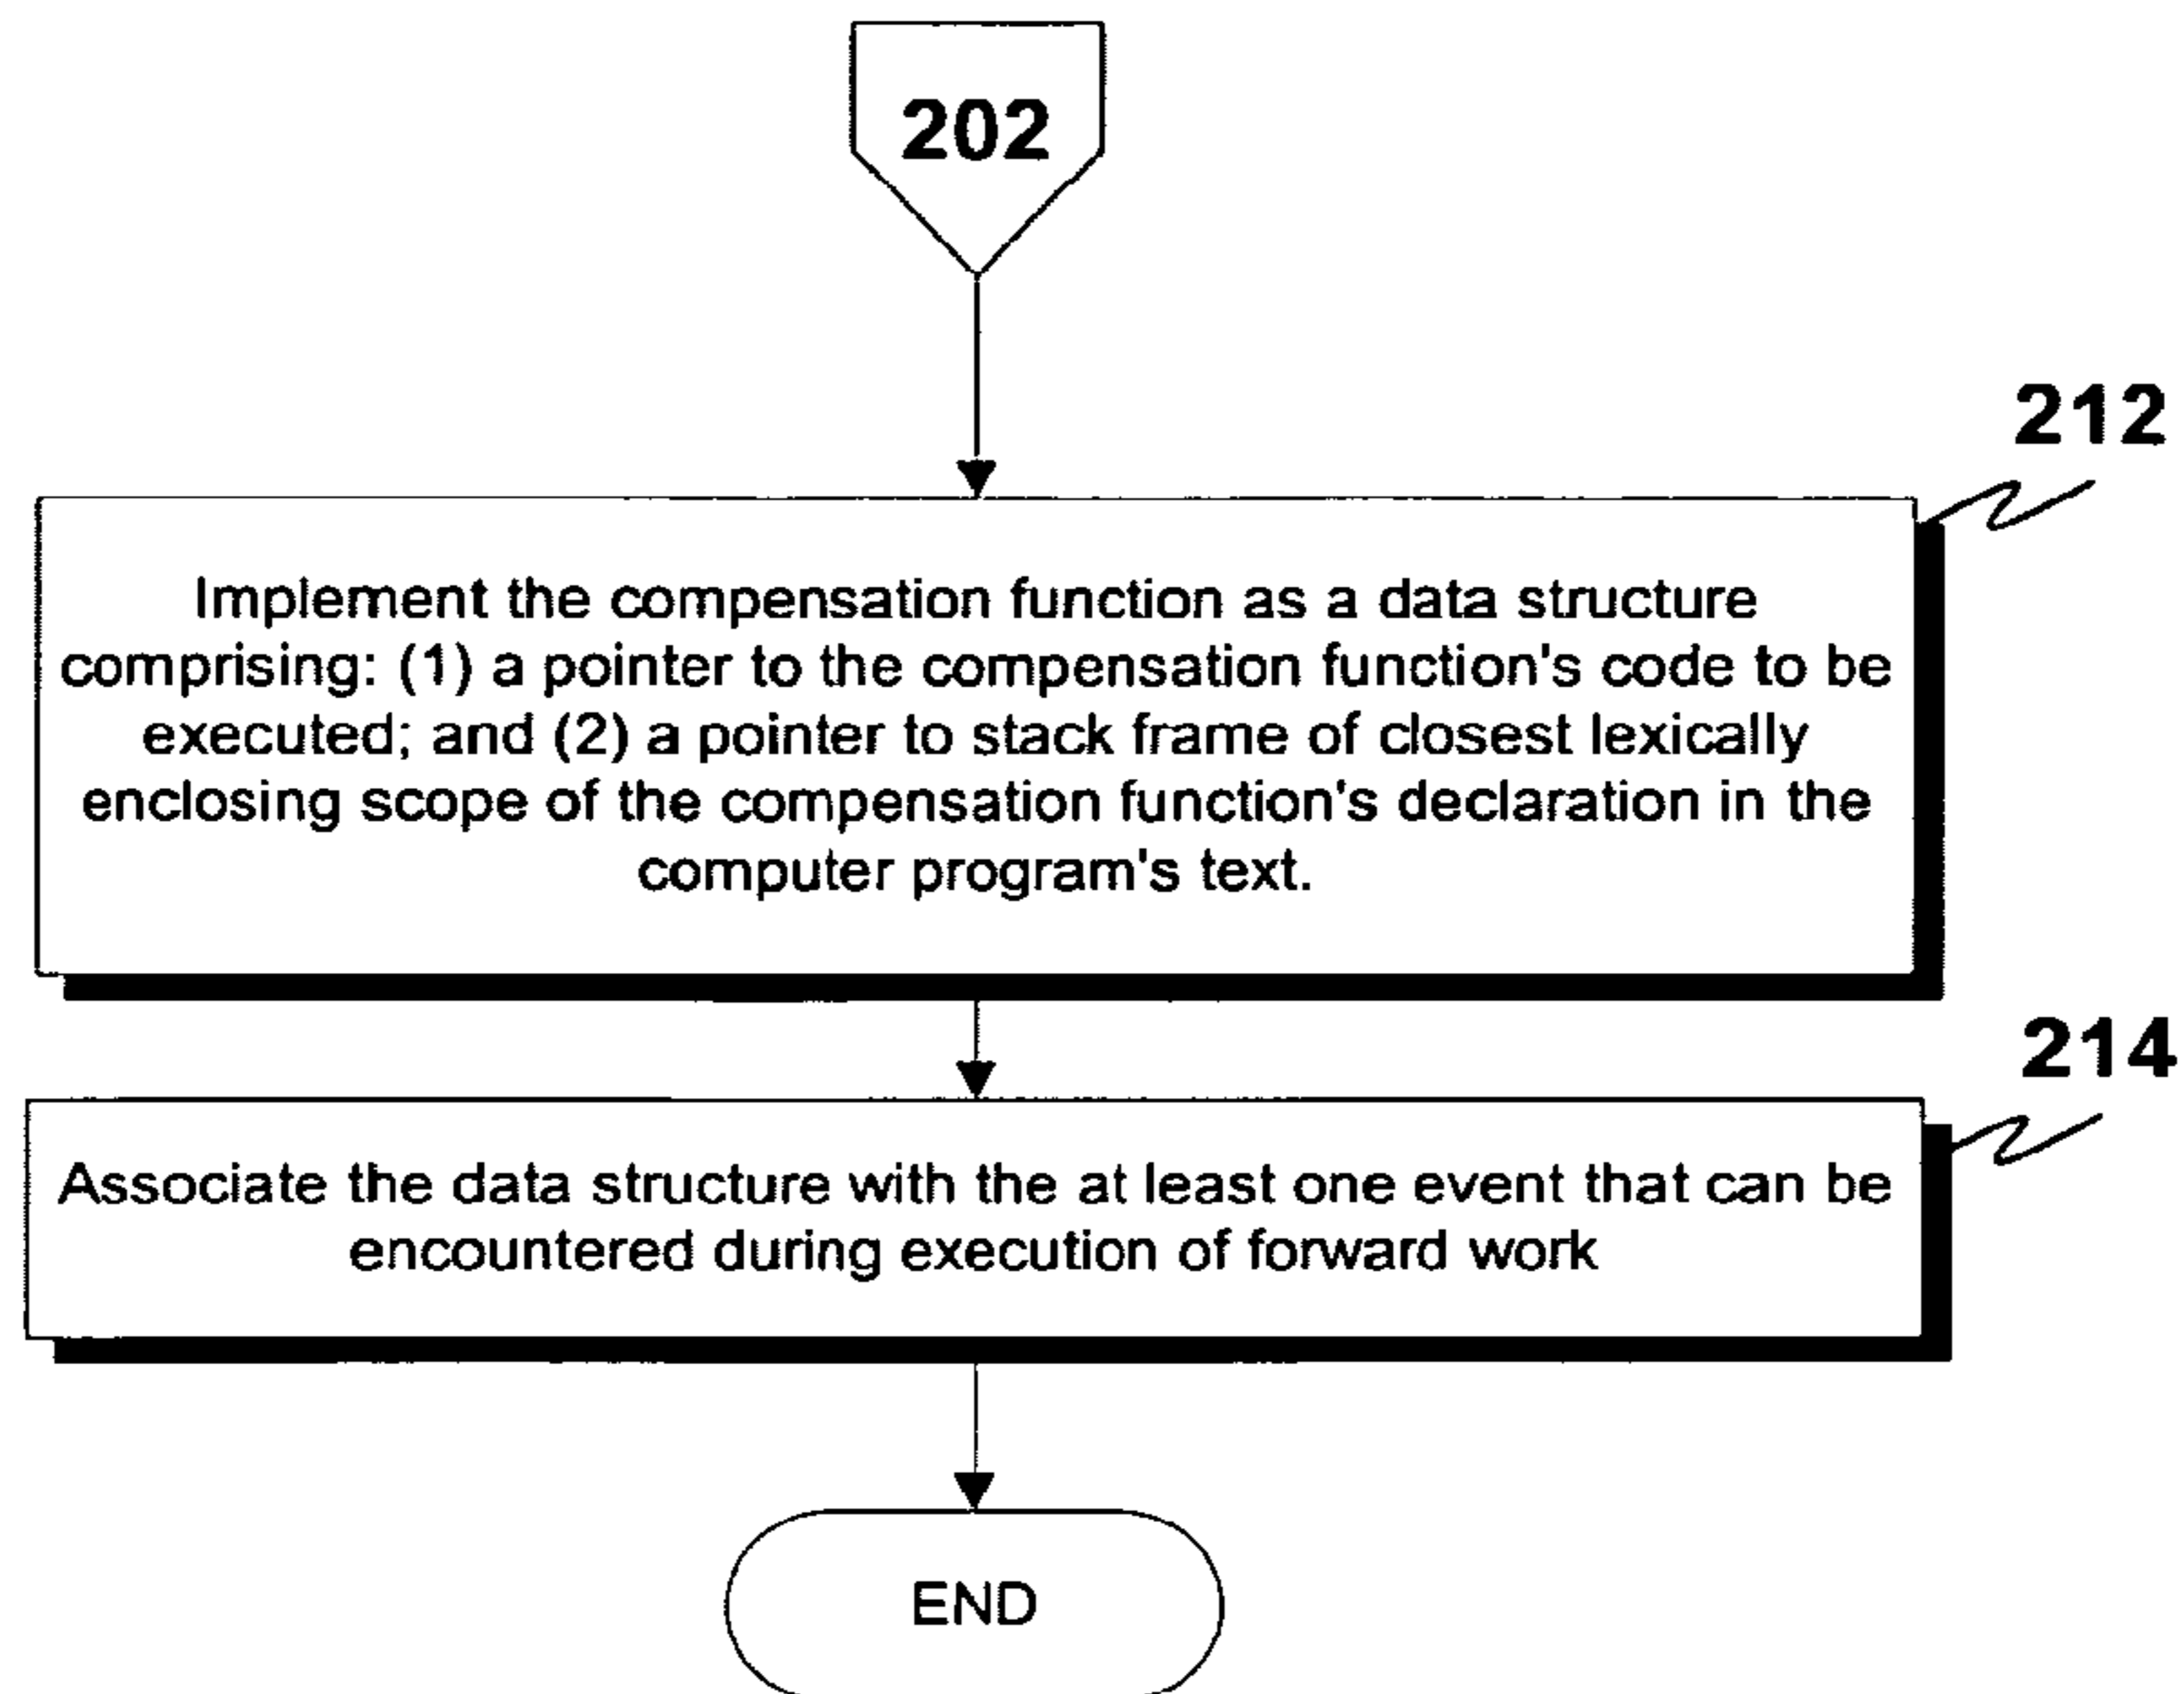 202
212
Implement the compensation function as a data structure
comprising: (1) a pointer to the compensation function's code to be
executed; and (2) a pointer to stack frame of closest lexically
enclosing scope of the compensation function's declaration in the
computer program's text.
214
Associate the data structure with the at least one event that can be
encountered during execution of forward work
END